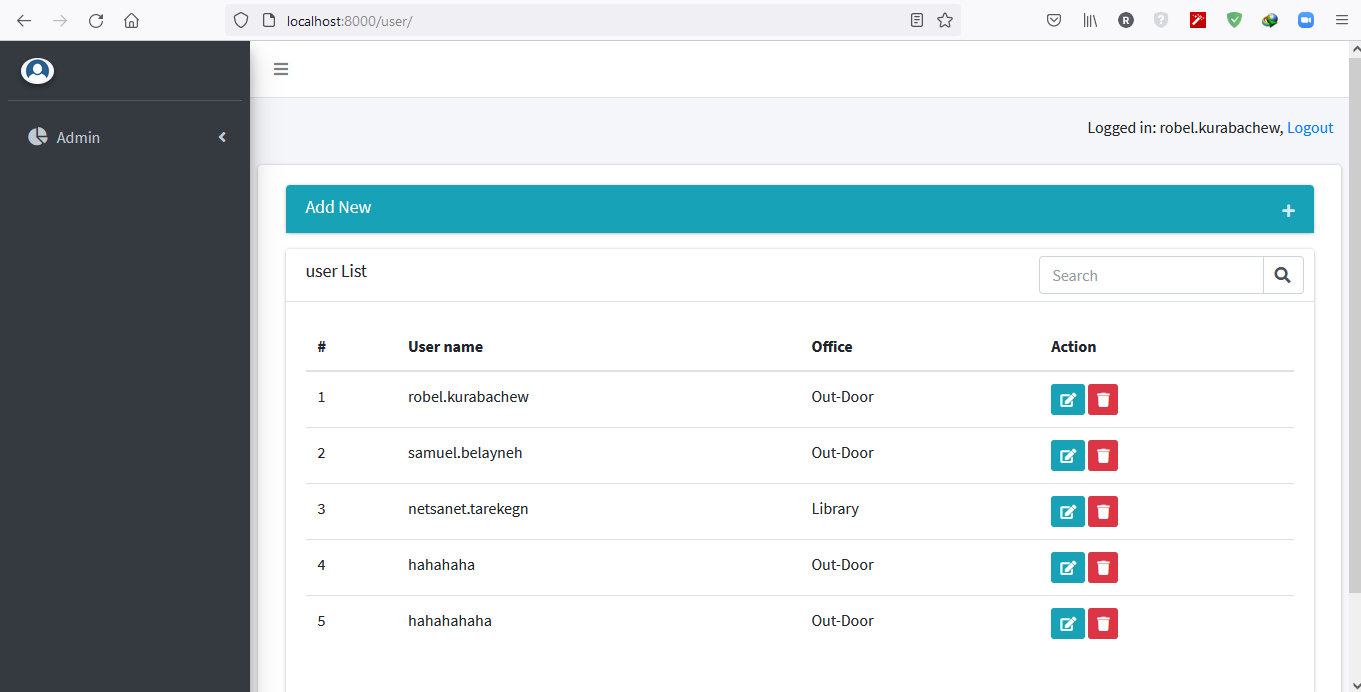 localhost:8000/user/
R
Admin
Logged in: robel.kurabachew, Logout
Add New
user List
Search
# User name Office Action
1 robel.kurabachew Out-Door
2 samuel.belayneh Out-Door
3 netsanet.tarekegn Library
4 hahahaha Out-Door
5 hahahahaha Out-Door